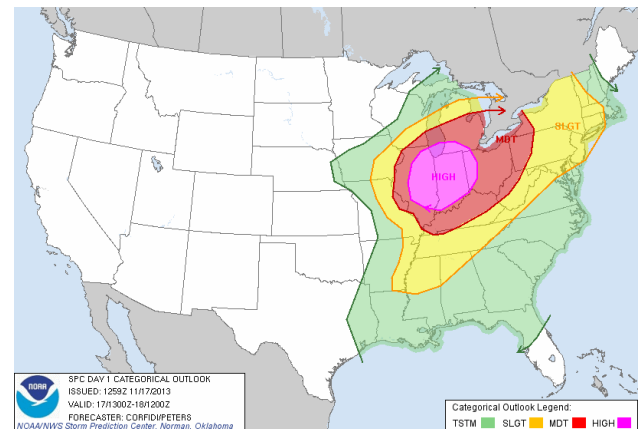 SLGT
MDT
HIGH
SPC DAY 1 CATEGORICAL OUTLOOK
ISSUED: 1259Z 11/17/2013
VALID: 17/1300Z-18/1200Z
FORECASTER: CORFIDI/PETERS
NOAA/NWS Storm Prediction Center, Norman, Oklahoma
NOAA
Categorical Outlook Legend:
TSTM SLGT MDT HIGH